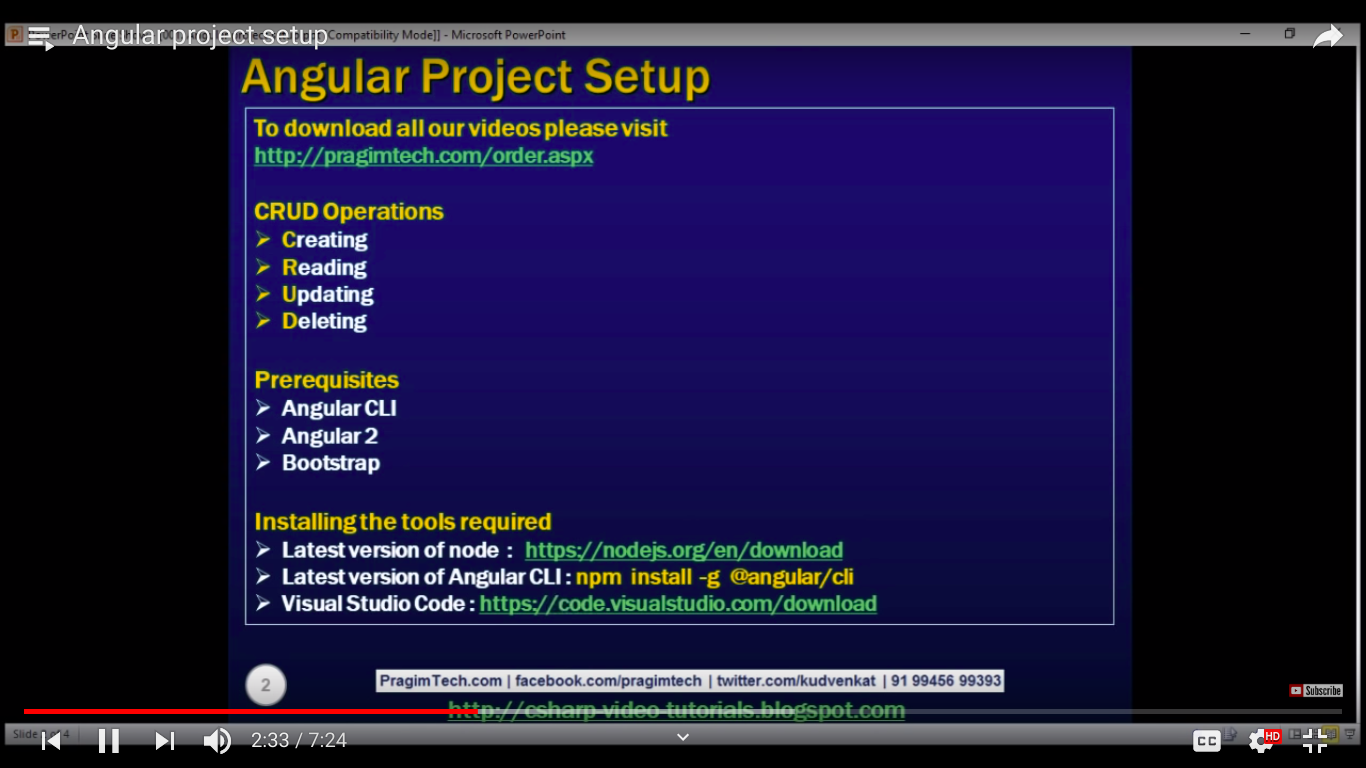 Angular project setup
Compatibility Mode]] - Microsoft PowerPoint
Angular Project Setup
To download all our videos please visit
http://pragimtech.com/order.aspx
CRUD Operations
Creating
Reading
Updating
Deleting
Prerequisites
Angular CLI
Angular 2
Bootstrap
Installing the tools required
Latest version of node : https://nodejs.org/en/download
Latest version of Angular CLI : npm install -g @angular/cli
Visual Studio Code : https://code.visualstudio.com/download
2
PragimTech.com | facebook.com/pragimtech | twitter.com/kudvenkat | 91 99456 99393
Subscribe
http://csharp-video-tutorials.blogspot.com
Slide
2:33 / 7:24
CC
HD